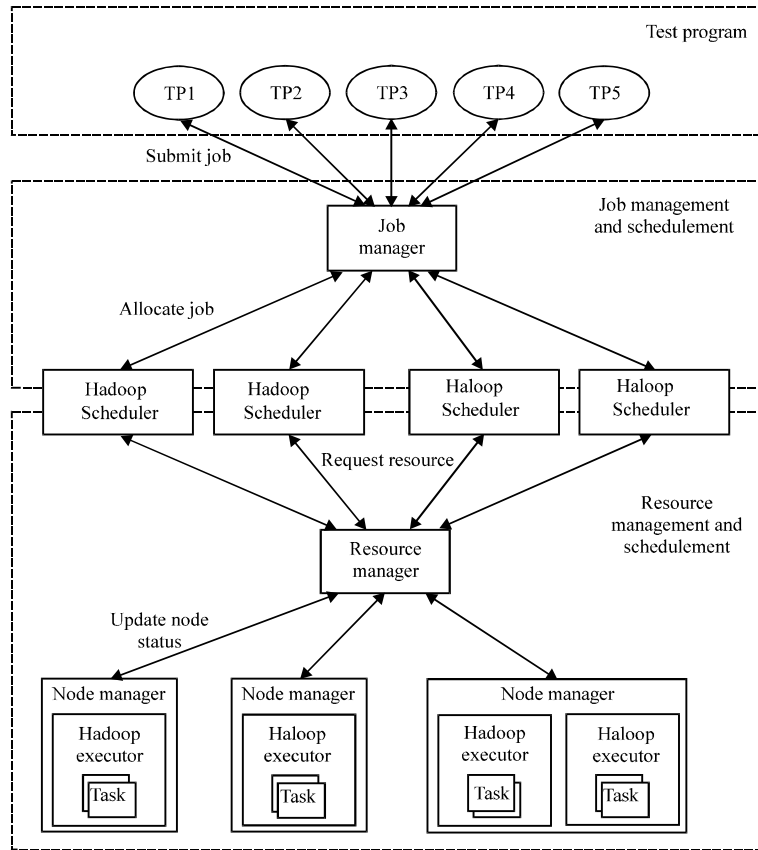 Test program
TP1
TP2
TP3
TP4
TP5
Submit job
Job management
and schedulement
Job
manager
Allocate job
Hadoop
Scheduler
Hadoop
Scheduler
Haloop
Scheduler
Haloop
Scheduler
Request resource
Resource
management and
schedulement
Resource
manager
Update node
status
Node manager
Hadoop
executor
Task
Node manager
Haloop
executor
Task
Node manager
Hadoop
executor
Task
Haloop
executor
Task